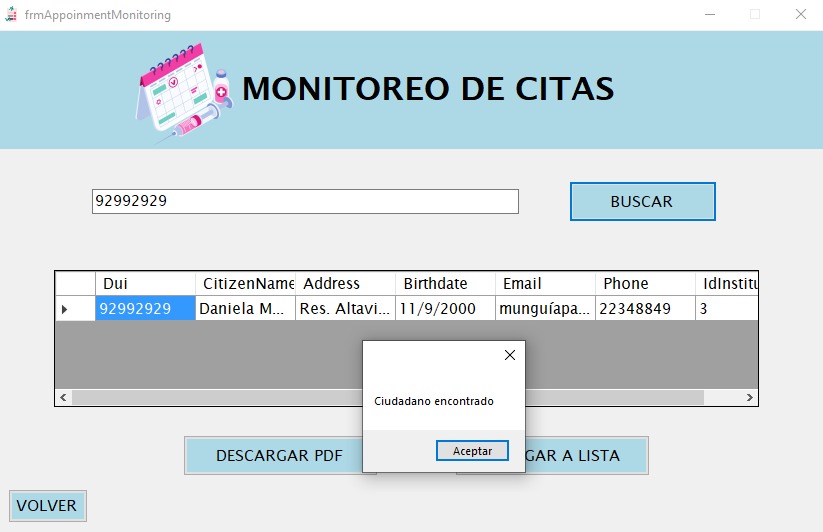 frmAppoinmentMonitoring
MONITOREO DE CITAS
92992929
BUSCAR
Dui CitizenName Address Birthdate Email Phone IdInstitu
92992929 Daniela M... Res. Altavi... 11/9/2000 munguíapa... 22348849 3
Ciudadano encontrado
Aceptar
DESCARGAR PDF
GAR A LISTA
VOLVER